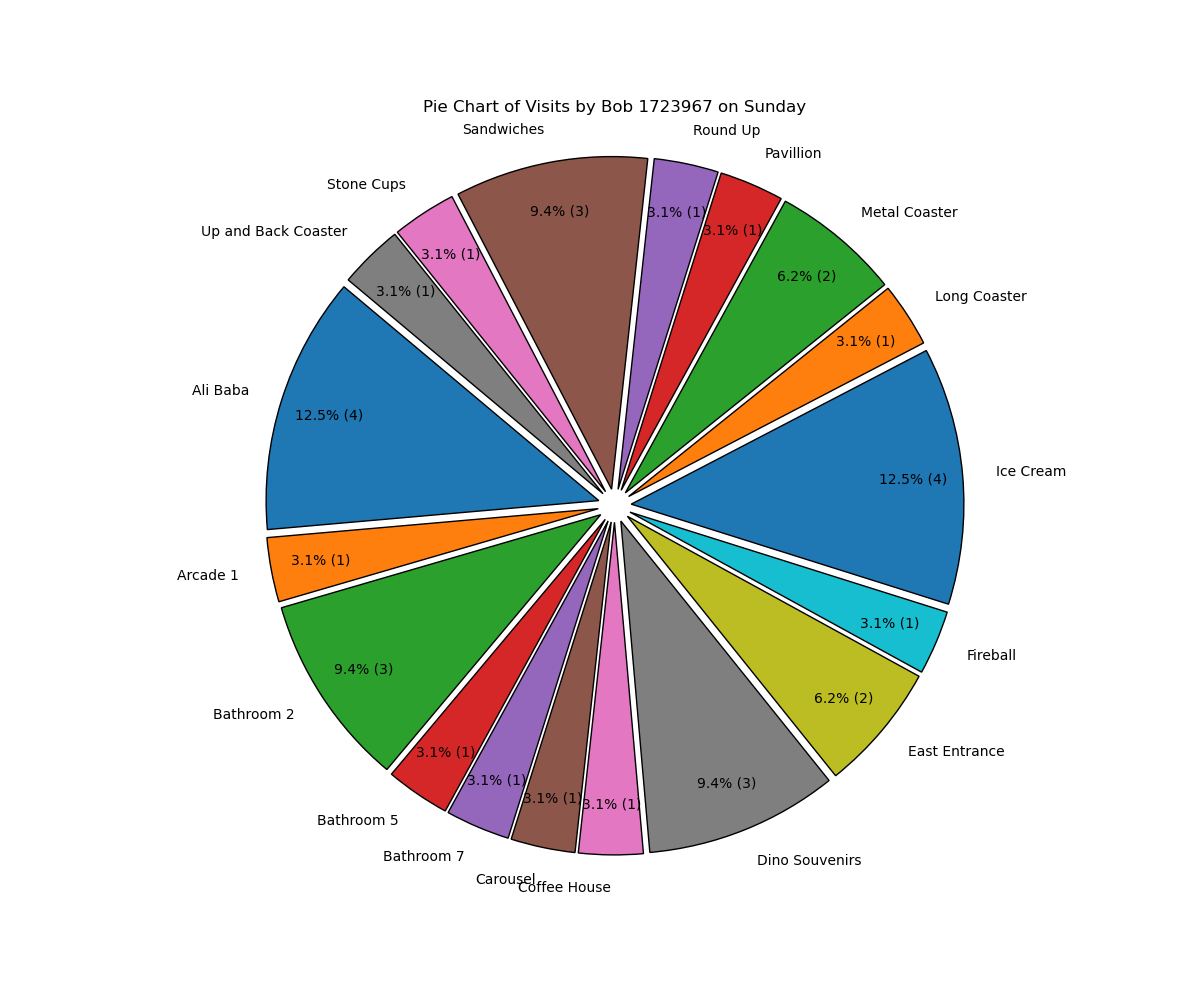 Pie Chart of Visits by Bob 1723967 on Sunday
Sandwiches
Round Up
Pavillion
Stone Cups
Metal Coaster
Up and Back Coaster
Long Coaster
Ali Baba
Ice Cream
Arcade 1
Fireball
Bathroom 2
East Entrance
Bathroom 5
Bathroom 7
Dino Souvenirs
Carousel
Coffee House
9.4% (3)
3.1% (1)
3.1% (1)
3.1% (1)
6.2% (2)
3.1% (1)
3.1% (1)
12.5% (4)
12.5% (4)
3.1% (1)
3.1% (1)
9.4% (3)
6.2% (2)
3.1% (1)
3.1% (1)
3.1% (1)
3.1% (1)
9.4% (3)